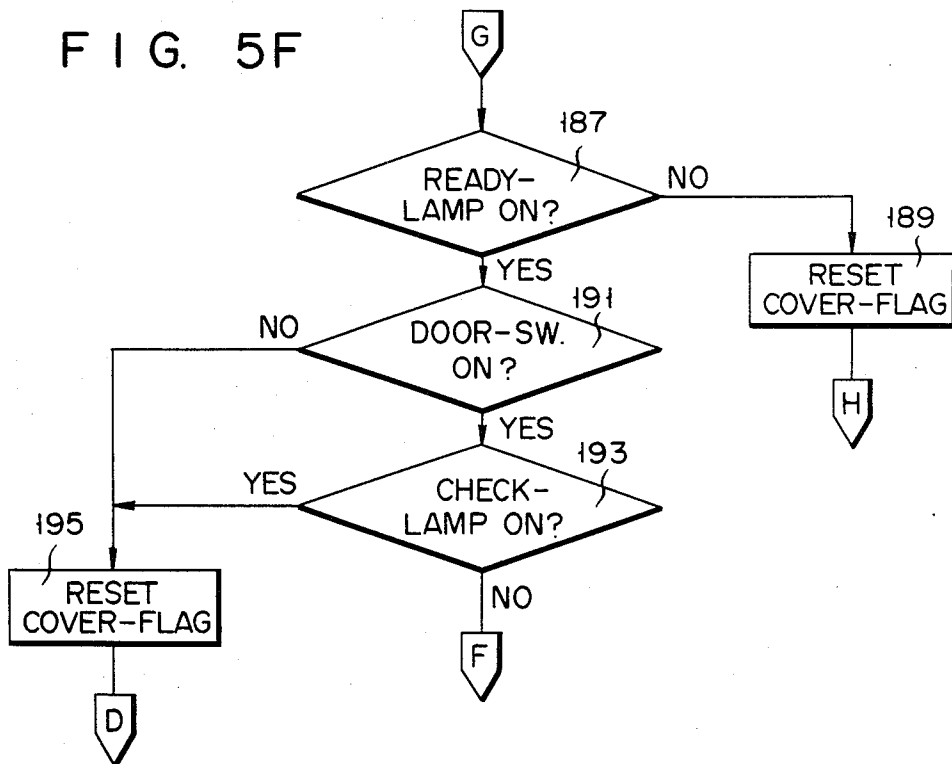 FIG. 5F
G
187
READY-
LAMP ON?
NO
189
RESET
COVER-FLAG
H
YES
191
DOOR-SW.
ON?
NO
YES
193
CHECK-
LAMP ON?
YES
195
RESET
COVER-FLAG
D
NO
F